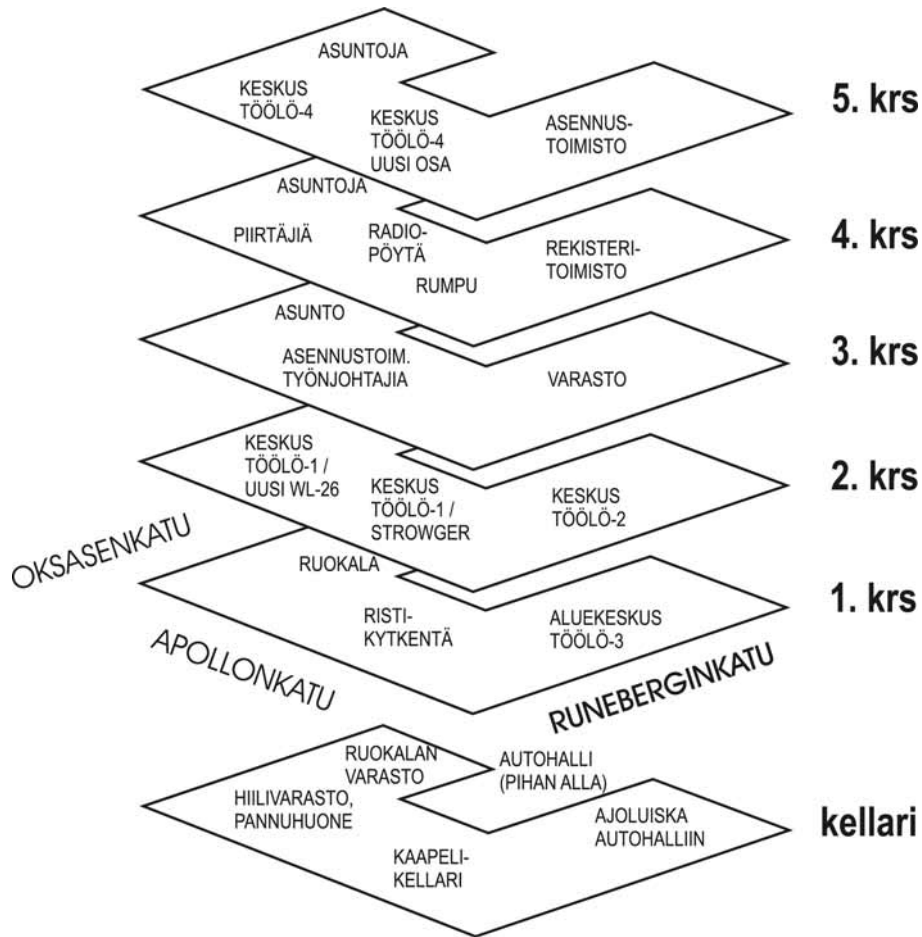 ASUNTOJA
KESKUS
TÖÖLÖ-4
KESKUS
TÖÖLÖ-4
UUSI OSA
ASENNUS-
TOIMISTO
5. krs
ASUNTOJA
PIIRTÄJIÄ
RADIO-
PÖYTÄ
RUMPU
REKISTERI-
TOIMISTO
4. krs
ASUNTO
ASENNUSTOIM.
TYÖNJOHTAJIA
VARASTO
3. krs
KESKUS
TÖÖLÖ-1 /
UUSI WL-26
KESKUS
TÖÖLÖ-1 /
STROWGER
KESKUS
TÖÖLÖ-2
2. krs
OKSASENKATU
RUOKALA
RISTI-
KYTKENTÄ
ALUEKESKUS
TÖÖLÖ-3
1. krs
APOLLONKATU
RUNEBERGINKATU
RUOKALAN
VARASTO
AUTOHALLI
(PIHAN ALLA)
HIILIVARASTO,
PANNUHUONE
AJOLUISKA
AUTOHALLIIN
KAAPELI-
KELLARI
kellari